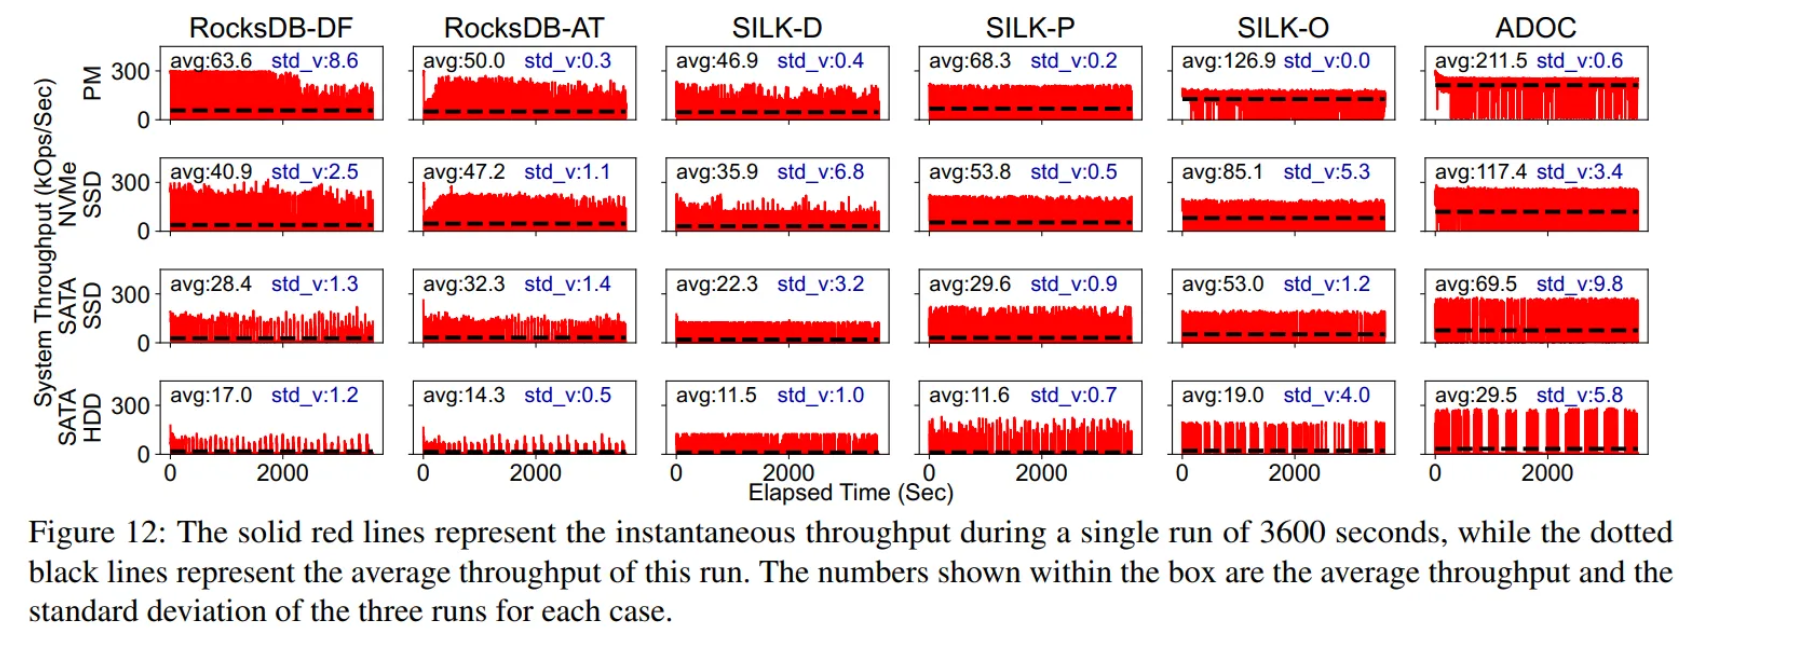 RocksDB-DF RocksDB-AT SILK-D SILK-P SILK-O ADOC
System Throughput (kOps/Sec)
PM
300
0
avg:63.6 std_v:8.6
avg:50.0 std_v:0.3
avg:46.9 std_v:0.4
avg:68.3 std_v:0.2
avg:126.9 std_v:0.0
avg:211.5 std_v:0.6
NVMe
SSD
300
0
avg:40.9 std_v:2.5
avg:47.2 std_v:1.1
avg:35.9 std_v:6.8
avg:53.8 std_v:0.5
avg:85.1 std_v:5.3
avg:117.4 std_v:3.4
SATA
SSD
300
0
avg:28.4 std_v:1.3
avg:32.3 std_v:1.4
avg:22.3 std_v:3.2
avg:29.6 std_v:0.9
avg:53.0 std_v:1.2
avg:69.5 std_v:9.8
SATA
HDD
300
0
avg:17.0 std_v:1.2
avg:14.3 std_v:0.5
avg:11.5 std_v:1.0
avg:11.6 std_v:0.7
avg:19.0 std_v:4.0
avg:29.5 std_v:5.8
0 2000 0 2000 0 2000 0 2000 0 2000 0 2000
Elapsed Time (Sec)
Figure 12: The solid red lines represent the instantaneous throughput during a single run of 3600 seconds, while the dotted
black lines represent the average throughput of this run. The numbers shown within the box are the average throughput and the
standard deviation of the three runs for each case.